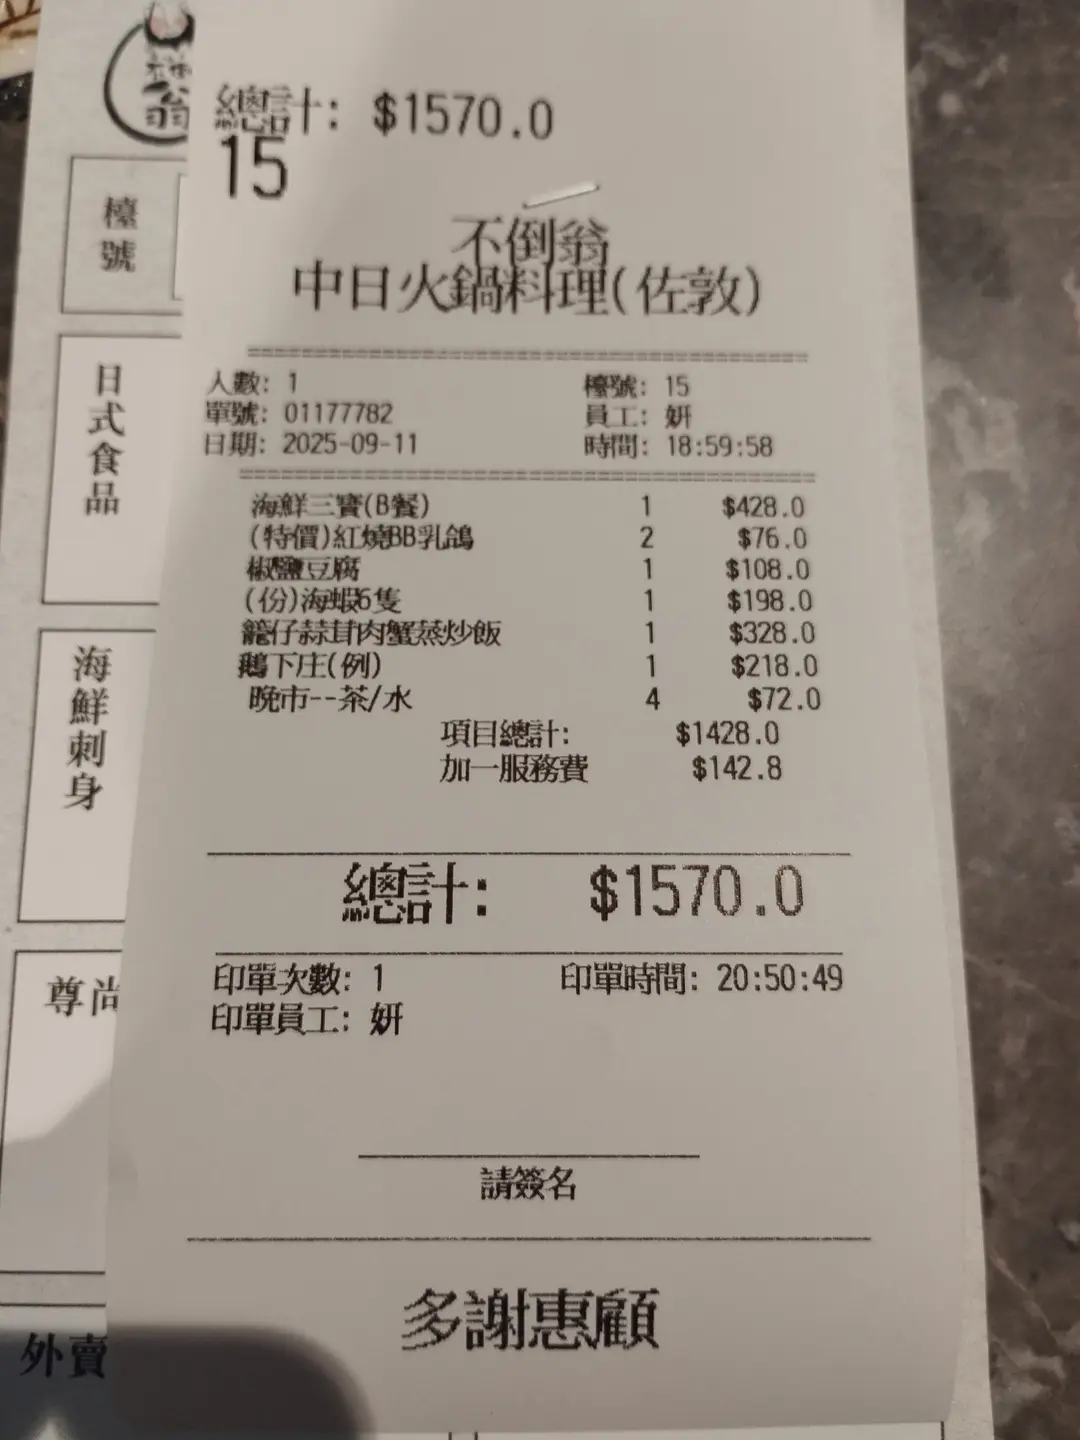 總計: $1570.0
15
不倒翁
中日火鍋料理(佐敦)
人數: 1 檯號: 15
單號: 01177782 員工: 妍
日期: 2025-09-11 時間: 18:59:58
海鮮三寶(B餐) 1 $428.0
(特價)紅燒BB乳鴿 2 $76.0
椒鹽豆腐 1 $108.0
(份)海蝦6隻 1 $198.0
籠仔蒜茸肉蟹蒸炒飯 1 $328.0
鵝下庄(例) 1 $218.0
晚市--茶/水 4 $72.0
項目總計: $1428.0
加一服務費 $142.8
總計: $1570.0
印單次數: 1 印單時間: 20:50:49
印單員工: 妍
請簽名
多謝惠顧
翁
檯號
日式食品
海鮮刺身
尊尚
外賣